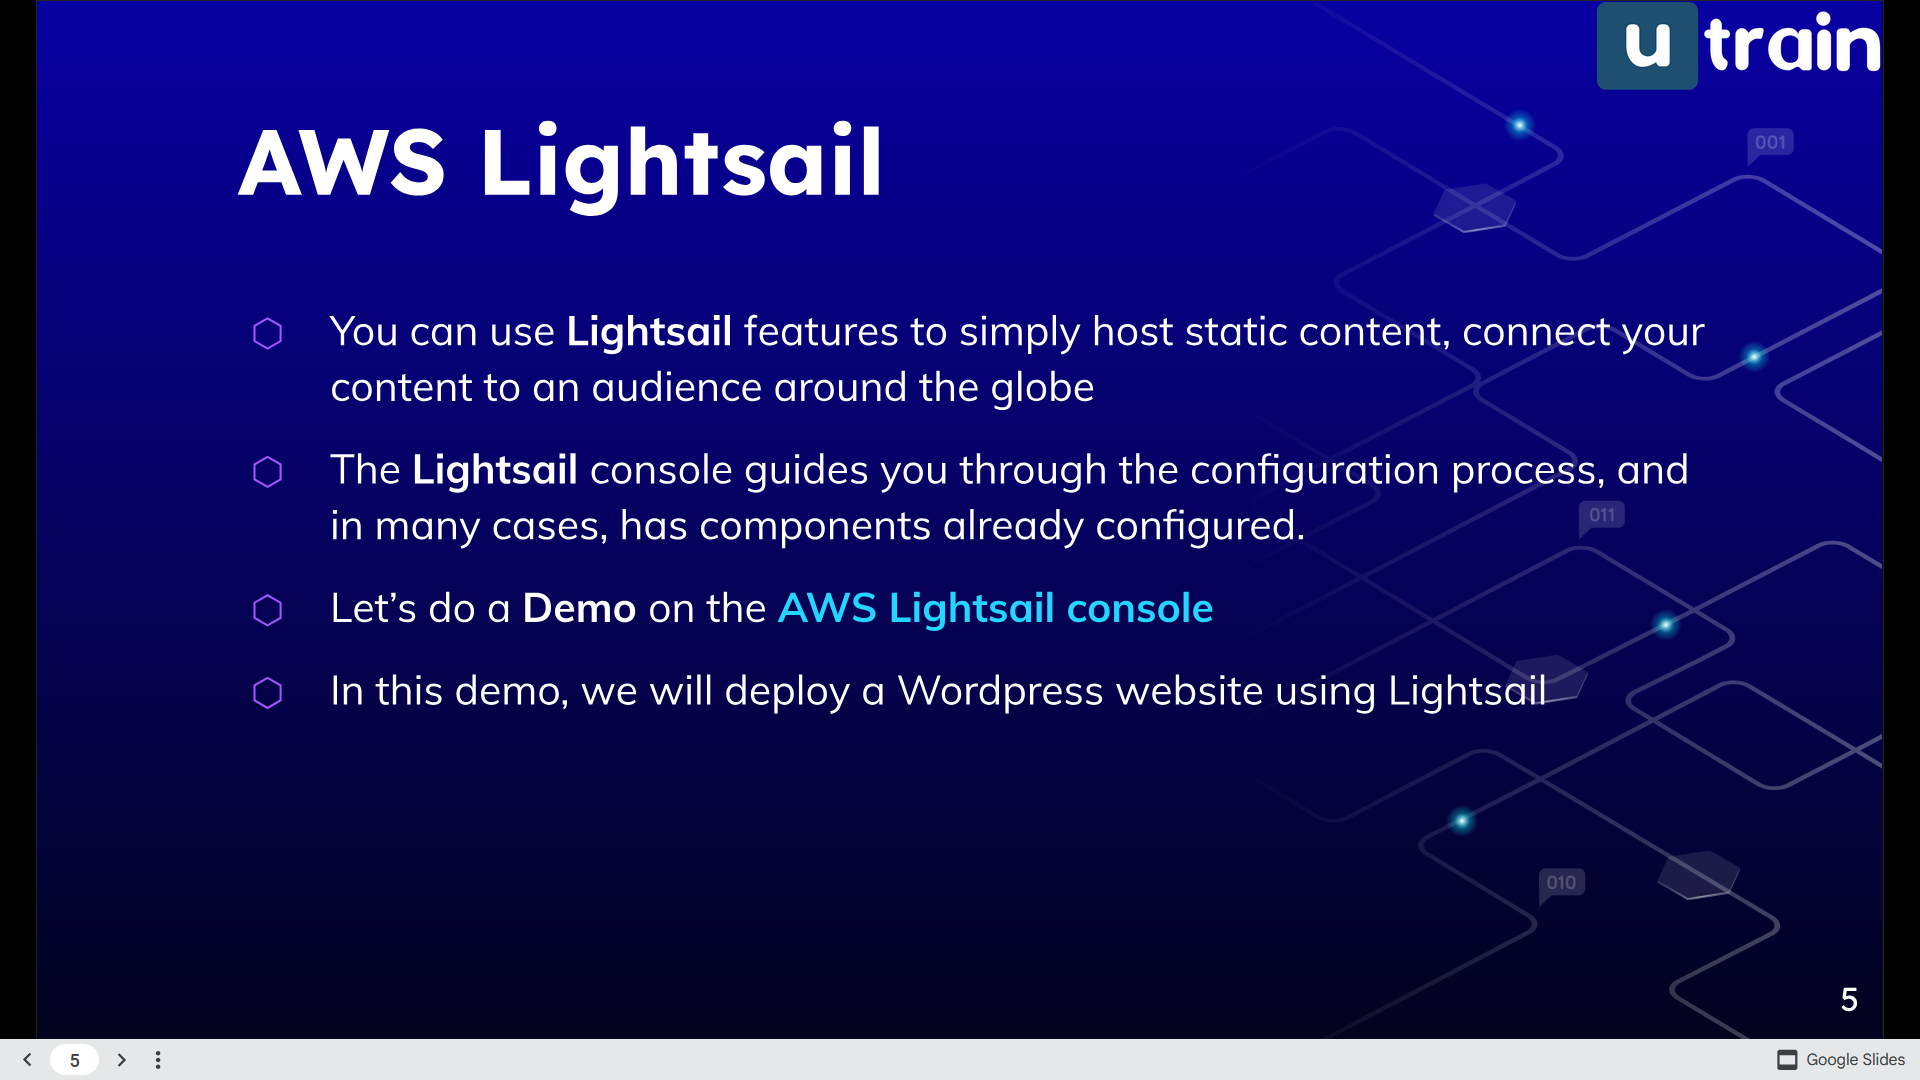 u train
AWS Lightsail
001
You can use Lightsail features to simply host static content, connect your
content to an audience around the globe
The Lightsail console guides you through the configuration process, and
in many cases, has components already configured.
011
Let’s do a Demo on the AWS Lightsail console
In this demo, we will deploy a Wordpress website using Lightsail
010
5
5
Google Slides